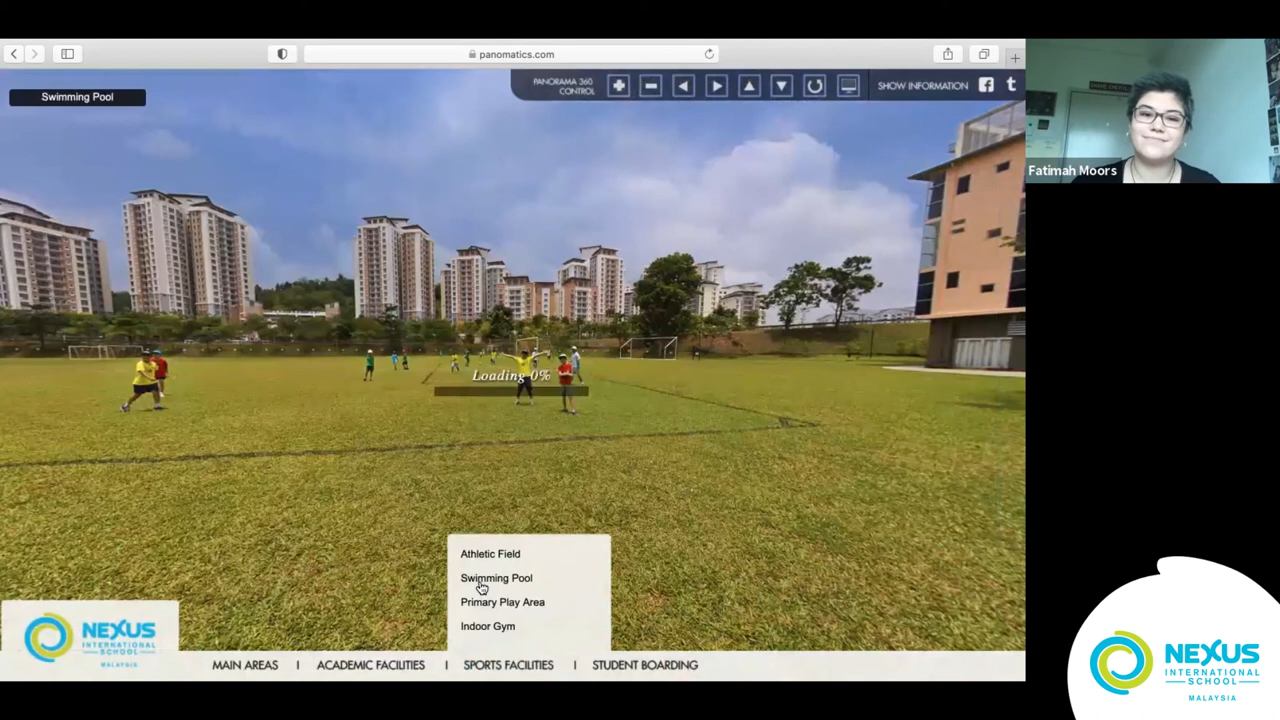 panomatics.com
Swimming Pool
PANORAMA 360
CONTROL
SHOW INFORMATION
Fatimah Moors
Loading 0%
Athletic Field
Swimming Pool
Primary Play Area
Indoor Gym
NEXUS
INTERNATIONAL
SCHOOL
MALAYSIA
MAIN AREAS | ACADEMIC FACILITIES | SPORTS FACILITIES | STUDENT BOARDING
NEXUS
INTERNATIONAL
SCHOOL
MALAYSIA